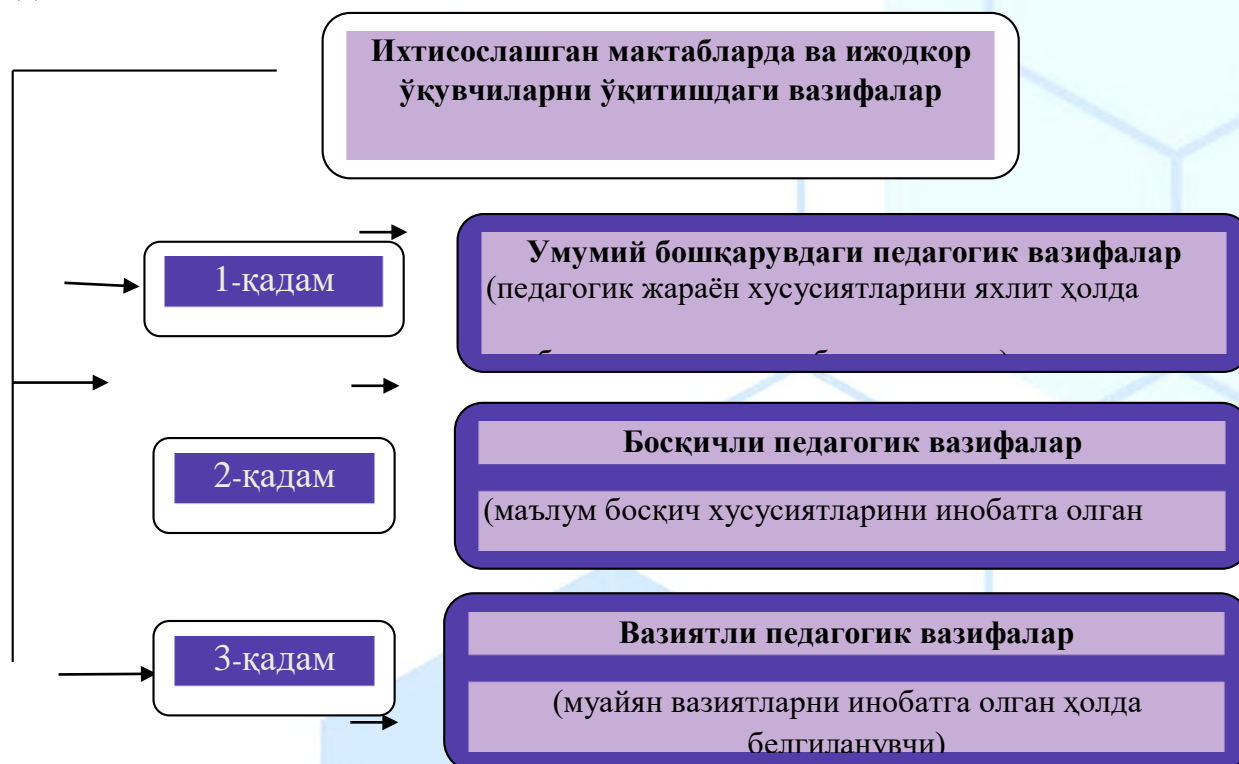 Ихтисослашган мактабларда ва ижодкор
ўқувчиларни ўқитишдаги вазифалар
1-қадам
Умумий бошқарувдаги педагогик вазифалар
(педагогик жараён хусусиятларини яхлит ҳолда
2-қадам
Босқичли педагогик вазифалар
(маълум босқич хусусиятларини инобатга олган
3-қадам
Вазиятли педагогик вазифалар
(муайян вазиятларни инобатга олган ҳолда
белгиланувчи)